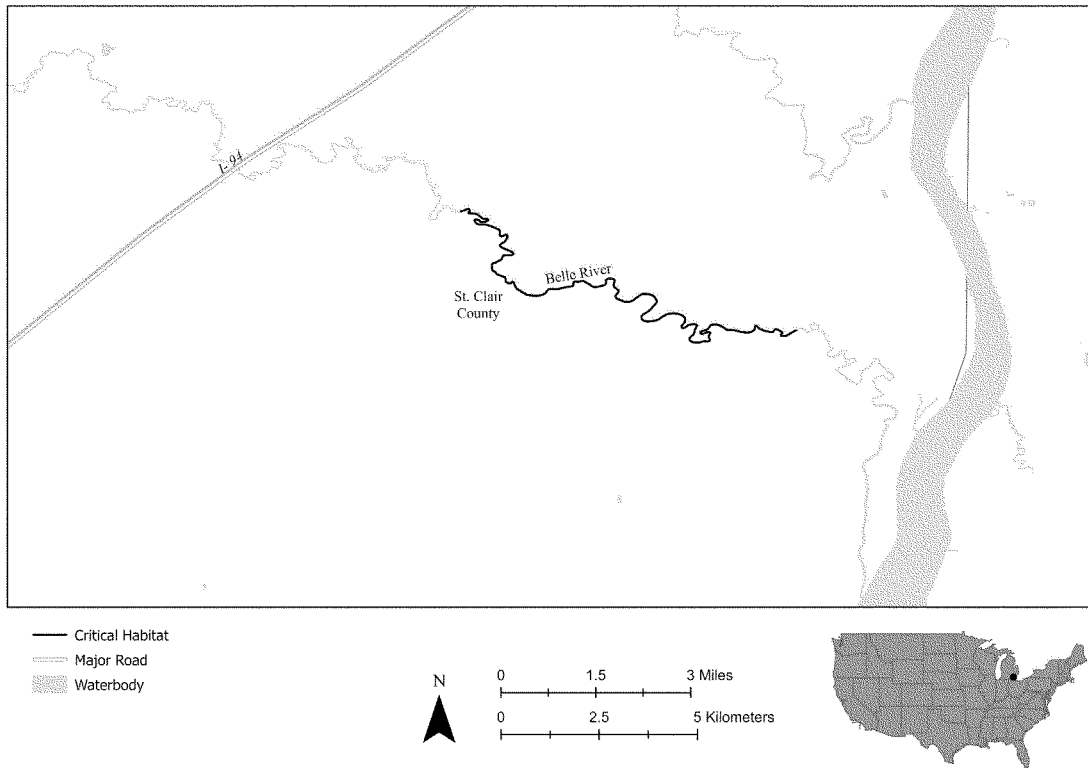 I- 94
Belle River
St. Clair
County
Critical Habitat
Major Road
Waterbody
N
0 1.5 3 Miles
0 2.5 5 Kilometers